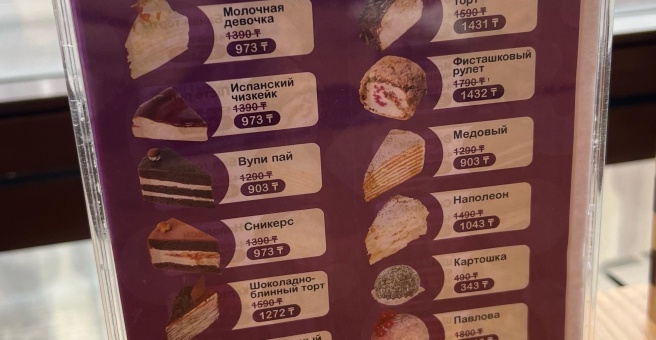 Молочная
девочка
1390 ₸
973 ₸
Испанский
чизкейк
1390 ₸
973 ₸
Вупи пай
1290 ₸
903 ₸
Сникерс
1390 ₸
973 ₸
Шоколадно-
блинный торт
1590 ₸
1272 ₸
торт
1590 ₸
1431 ₸
Фисташковый
рулет
1790 ₸
1432 ₸
Медовый
1290 ₸
903 ₸
Наполеон
1490 ₸
1043 ₸
Картошка
490 ₸
343 ₸
Павлова
1800 ₸